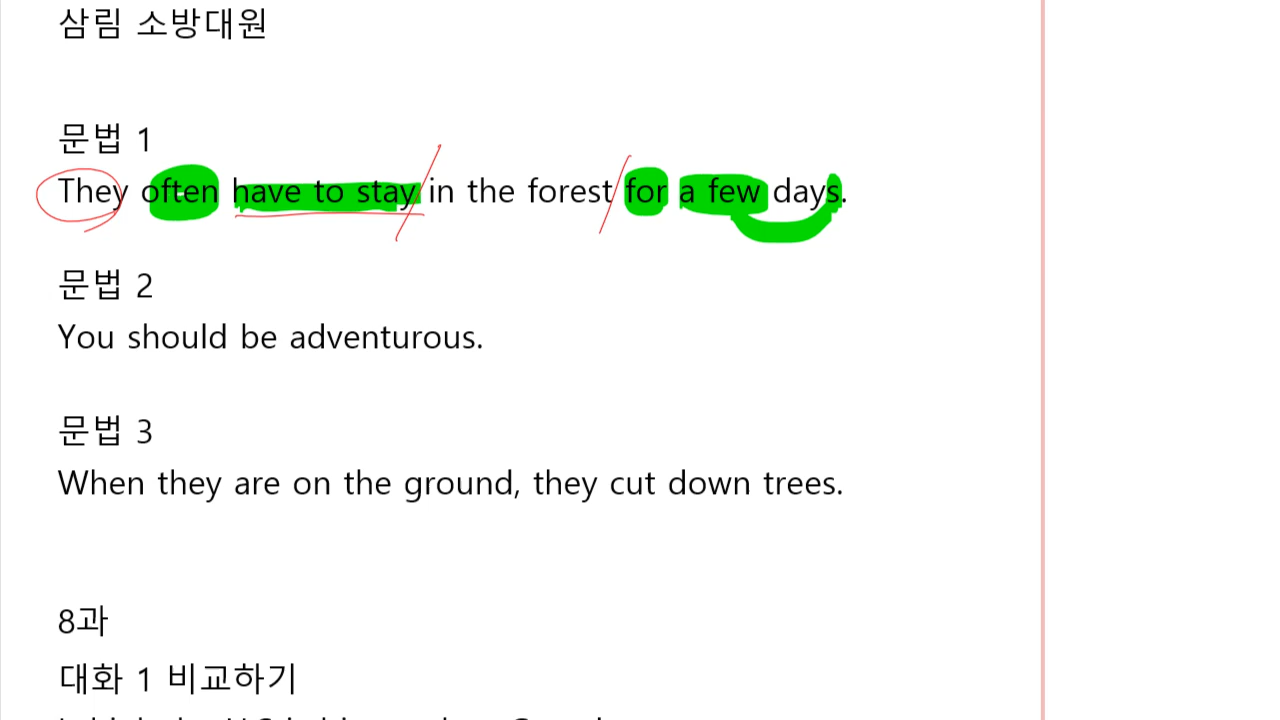 삼림 소방대원
문법 1
They often have to stay in the forest for a few days.
문법 2
You should be adventurous.
문법 3
When they are on the ground, they cut down trees.
8과
대화 1 비교하기